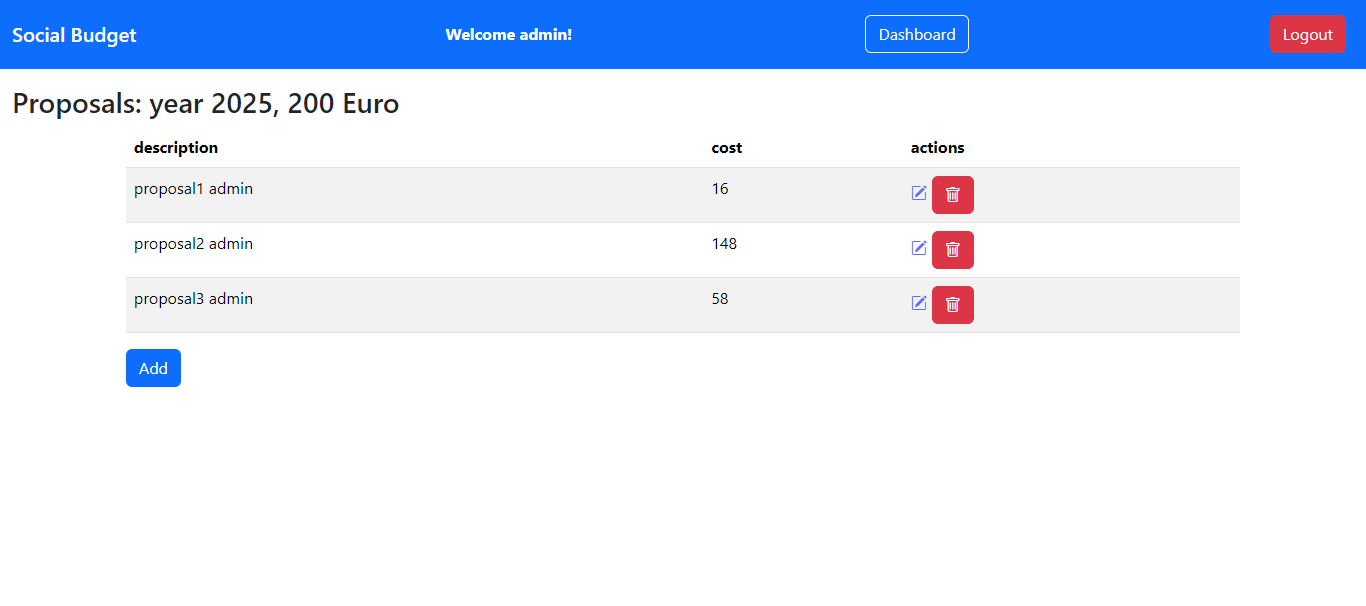 Social Budget Welcome admin! Dashboard Logout
Proposals: year 2025, 200 Euro
description cost actions
proposal1 admin 16
proposal2 admin 148
proposal3 admin 58
Add